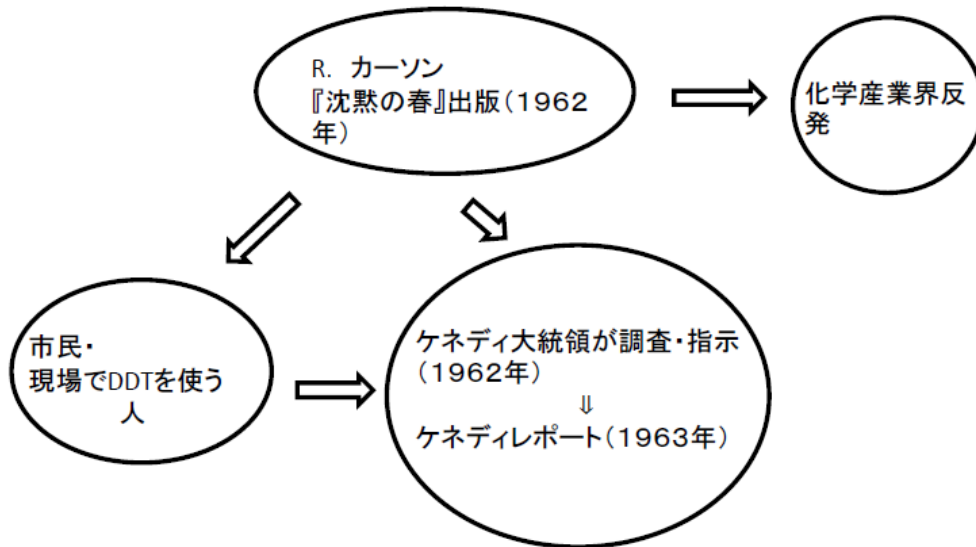 R. カーソン
『沈黙の春』出版（1962
年）
化学産業界反
発
市民・
現場でDDTを使う
人
ケネディ大統領が調査・指示
（1962年）
⇓
ケネディレポート（1963年）